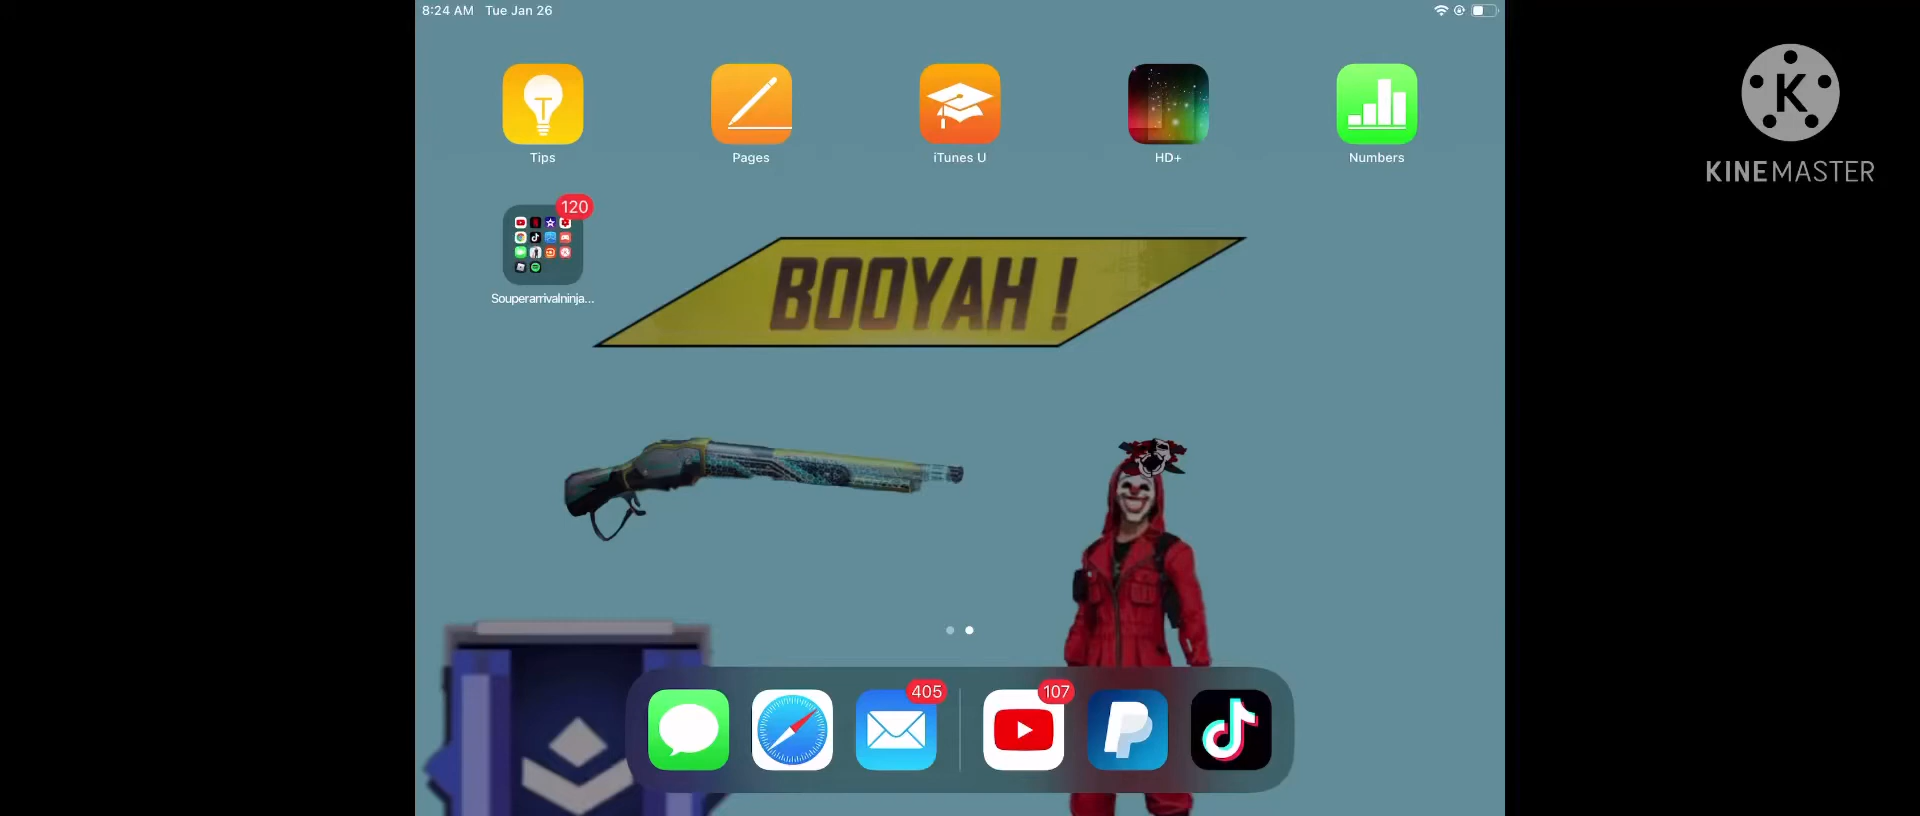 8:24 AM Tue Jan 26
Tips
Pages
iTunes U
HD+
Numbers
120
Souperarrivalninja...
BOOYAH !
405
107
K
KINEMASTER